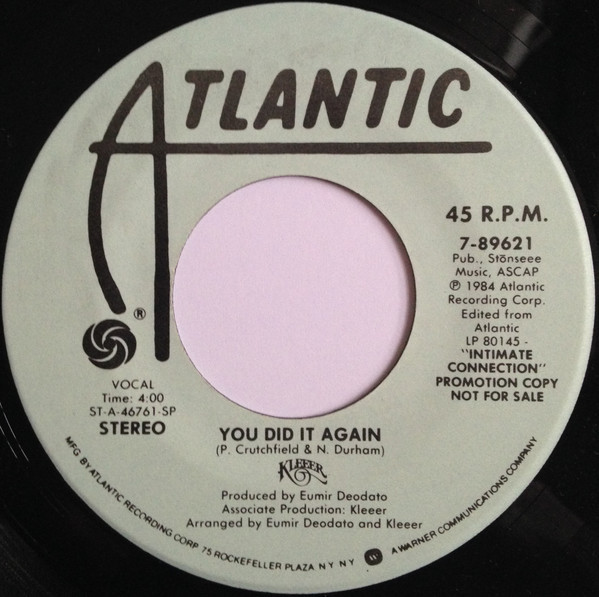 ATLANTIC
®
45 R.P.M.
7-89621
Pub., Stōnseee
Music, ASCAP
℗ 1984 Atlantic
Recording Corp.
Edited from
Atlantic
LP 80145 -
"INTIMATE
CONNECTION"
PROMOTION COPY
NOT FOR SALE
VOCAL
Time: 4:00
ST-A-46761-SP
STEREO
YOU DID IT AGAIN
(P. Crutchfield & N. Durham)
KLEEER
Produced by Eumir Deodato
Associate Production: Kleeer
Arranged by Eumir Deodato and Kleeer
MFG. BY ATLANTIC RECORDING CORP. 75 ROCKEFELLER PLAZA N Y N Y W A WARNER COMMUNICATIONS COMPANY